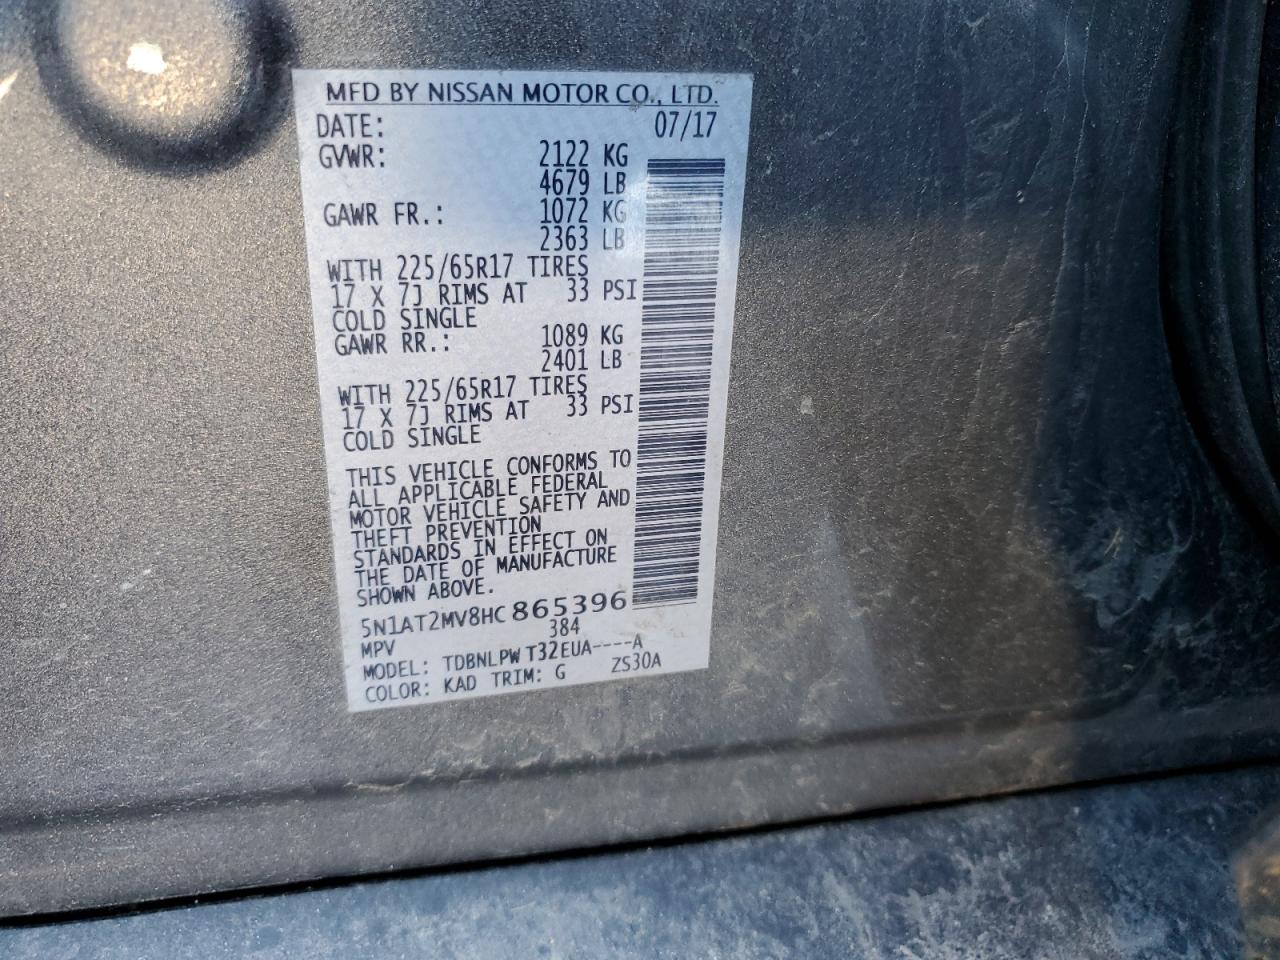 MFD BY NISSAN MOTOR CO., LTD.
DATE: 07/17
GVWR: 2122 KG
4679 LB
GAWR FR.: 1072 KG
2363 LB
WITH 225/65R17 TIRES
17 X 7J RIMS AT 33 PSI
COLD SINGLE
GAWR RR.: 1089 KG
2401 LB
WITH 225/65R17 TIRES
17 X 7J RIMS AT 33 PSI
COLD SINGLE
THIS VEHICLE CONFORMS TO
ALL APPLICABLE FEDERAL
MOTOR VEHICLE SAFETY AND
THEFT PREVENTION
STANDARDS IN EFFECT ON
THE DATE OF MANUFACTURE
SHOWN ABOVE.
5N1AT2MV8HC865396
MPV 384
MODEL: TDBNLPW T32EUA----A
COLOR: KAD TRIM: G ZS30A